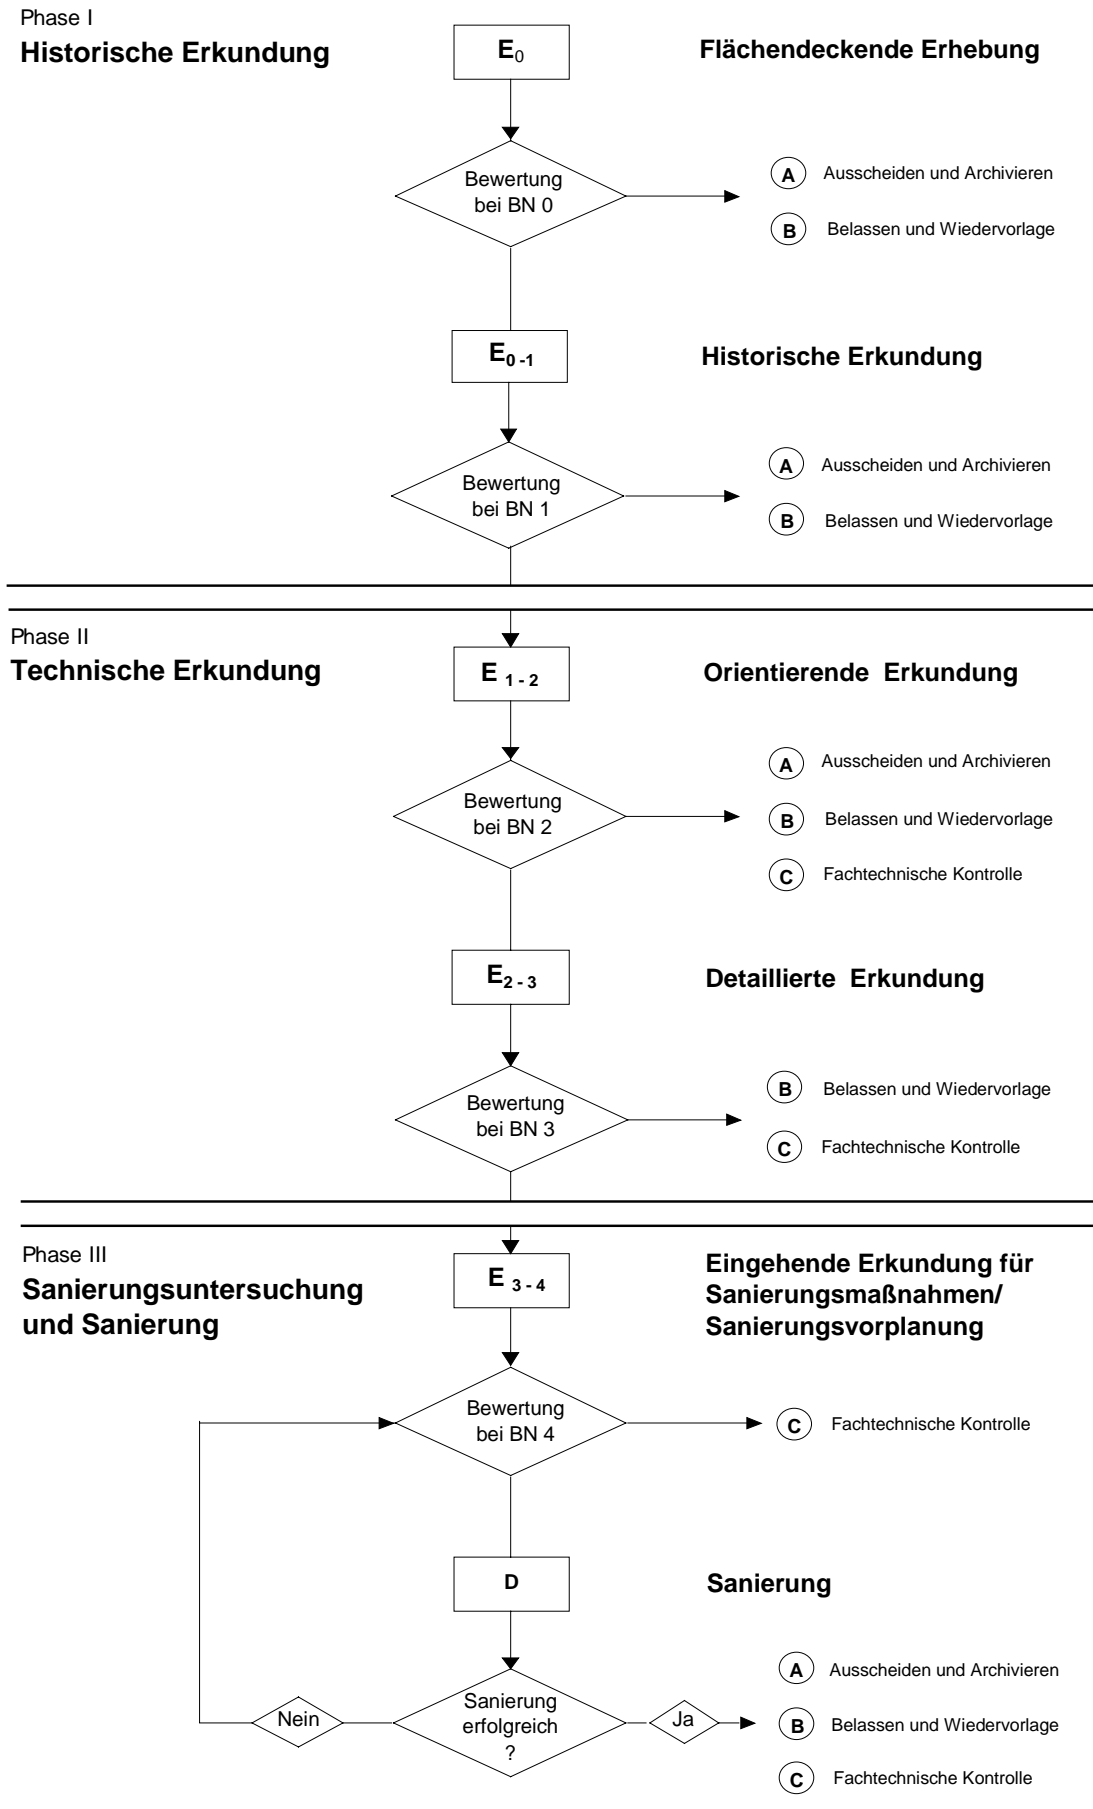 Phase I
Historische Erkundung
E0
Flächendeckende Erhebung
Bewertung
bei BN 0
A Ausscheiden und Archivieren
B Belassen und Wiedervorlage
E0 -1
Historische Erkundung
Bewertung
bei BN 1
A Ausscheiden und Archivieren
B Belassen und Wiedervorlage
Phase II
Technische Erkundung
E 1 - 2
Orientierende Erkundung
Bewertung
bei BN 2
A Ausscheiden und Archivieren
B Belassen und Wiedervorlage
C Fachtechnische Kontrolle
E2 - 3
Detaillierte Erkundung
Bewertung
bei BN 3
B Belassen und Wiedervorlage
C Fachtechnische Kontrolle
Phase III
Sanierungsuntersuchung
und Sanierung
E 3 - 4
Eingehende Erkundung für
Sanierungsmaßnahmen/
Sanierungsvorplanung
Bewertung
bei BN 4
C Fachtechnische Kontrolle
D
Sanierung
Nein
Sanierung
erfolgreich
?
Ja
A Ausscheiden und Archivieren
B Belassen und Wiedervorlage
C Fachtechnische Kontrolle